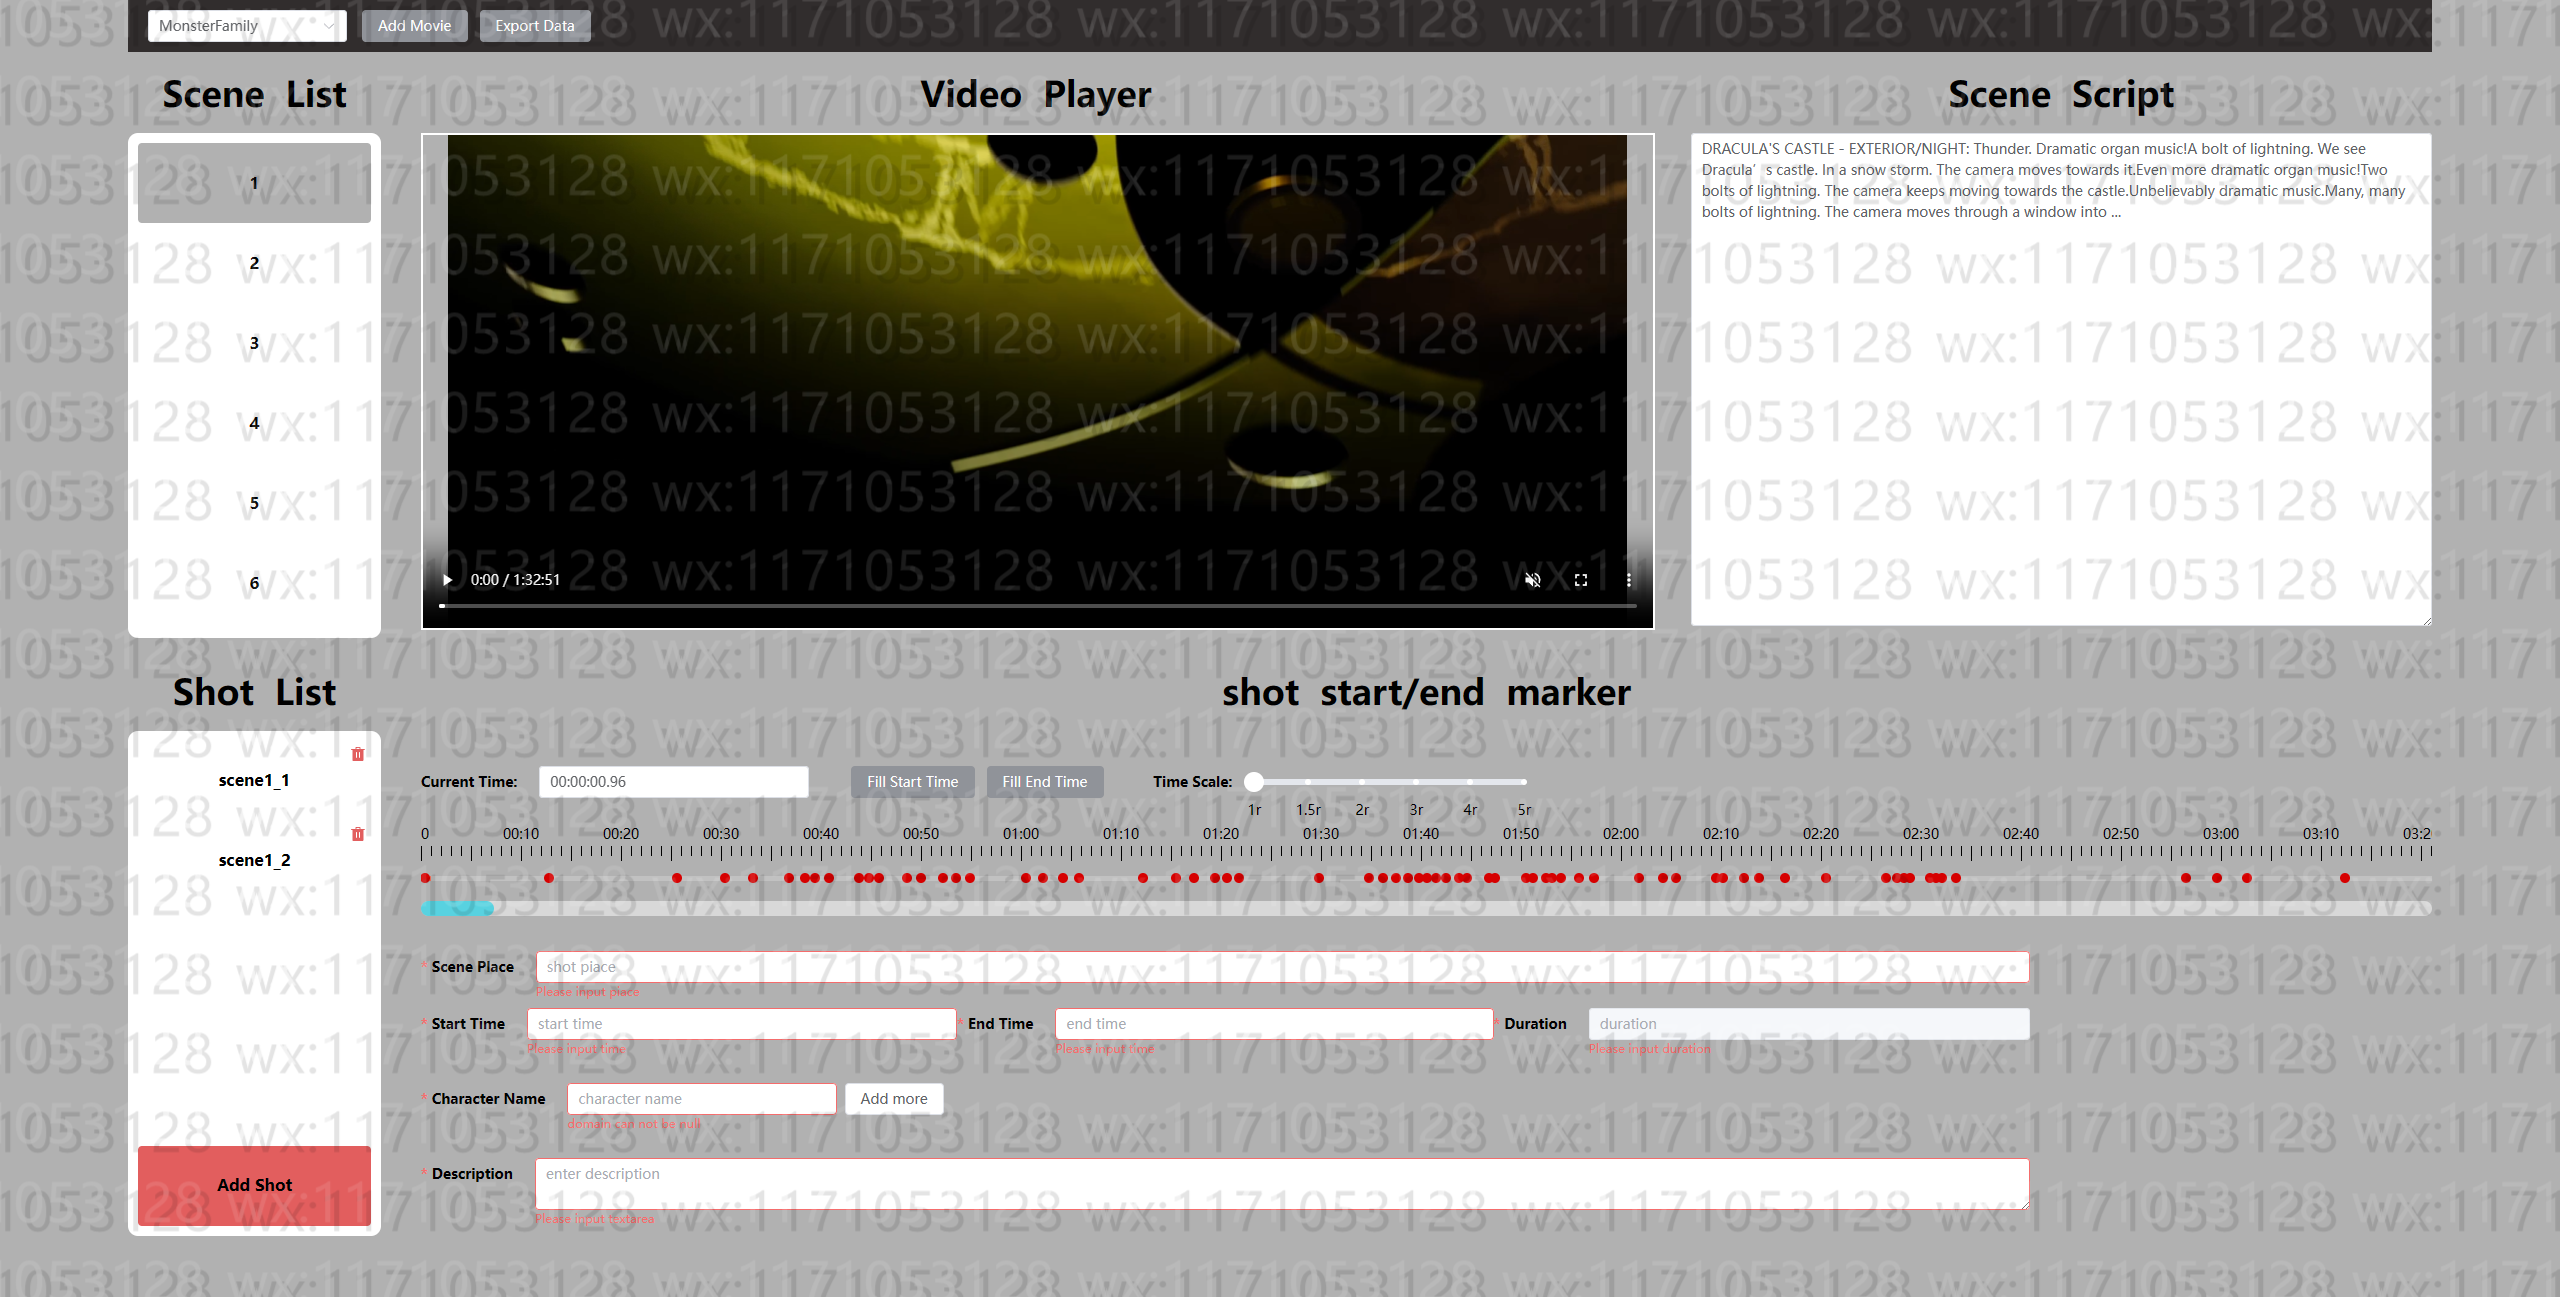 MonsterFamily
Add Movie
Export Data
Scene List
Video Player
Scene Script
1
2
3
4
5
6
0:00 / 1:32:51
DRACULA'S CASTLE - EXTERIOR/NIGHT: Thunder. Dramatic organ music!A bolt of lightning. We see
Dracula’s castle. In a snow storm. The camera moves towards it.Even more dramatic organ music!Two
bolts of lightning. The camera keeps moving towards the castle.Unbelievably dramatic music.Many, many
bolts of lightning. The camera moves through a window into ...
Shot List
shot start/end marker
scene1_1
scene1_2
Add Shot
Current Time:
00:00:00.96
Fill Start Time
Fill End Time
Time Scale:
1r 1.5r 2r 3r 4r 5r
0 00:10 00:20 00:30 00:40 00:50 01:00 01:10 01:20 01:30 01:40 01:50 02:00 02:10 02:20 02:30 02:40 02:50 03:00 03:10 03:2
* Scene Place
shot piace
Please input piace
* Start Time
start time
Please input time
* End Time
end time
Please input time
* Duration
duration
Please input duration
* Character Name
character name
Add more
domain can not be null
* Description
enter description
Please input textarea
wx:1171053128